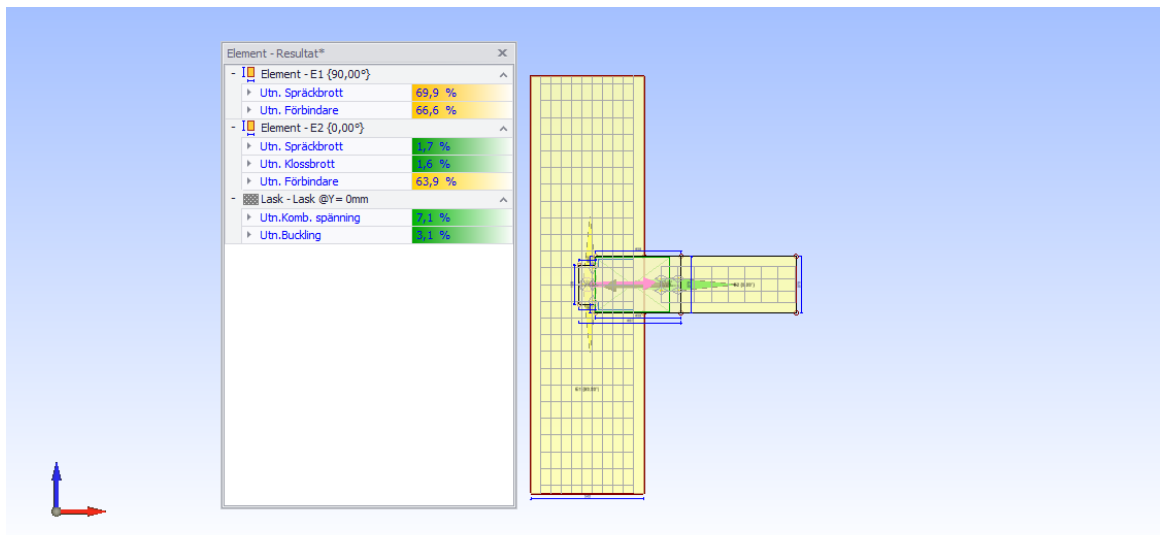 Element - Resultat*
Element - E1 {90,00°}
Utn. Spräckbrott 69,9 %
Utn. Förbindare 66,6 %
Element - E2 {0,00°}
Utn. Spräckbrott 1,7 %
Utn. Klossbrott 1,6 %
Utn. Förbindare 63,9 %
Lask - Lask @Y= 0mm
Utn.Komb. spänning 7,1 %
Utn.Buckling 3,1 %